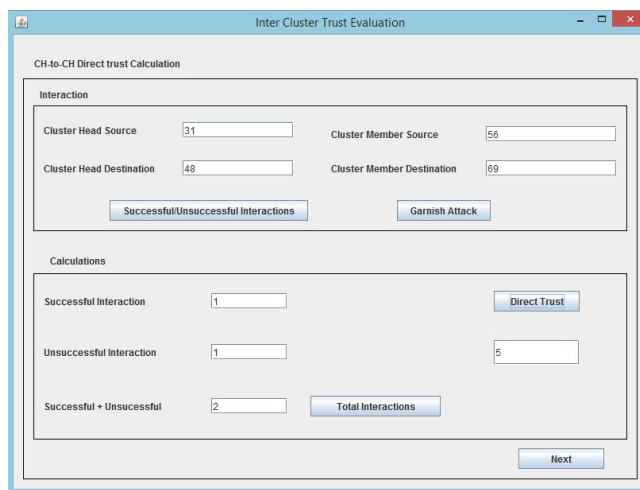 Inter Cluster Trust Evaluation
CH-to-CH Direct trust Calculation
Interaction
Cluster Head Source 31 Cluster Member Source 56
Cluster Head Destination 48 Cluster Member Destination 69
Successful/Unsuccessful Interactions Garnish Attack
Calculations
Successful Interaction 1 Direct Trust
Unsuccessful Interaction 1 5
Successful + Unsucessful 2 Total Interactions
Next